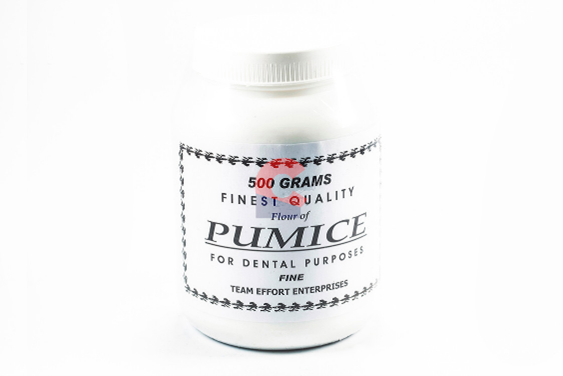 500 GRAMS
FINEST QUALITY
Flour of
PUMICE
FOR DENTAL PURPOSES
FINE
TEAM EFFORT ENTERPRISES